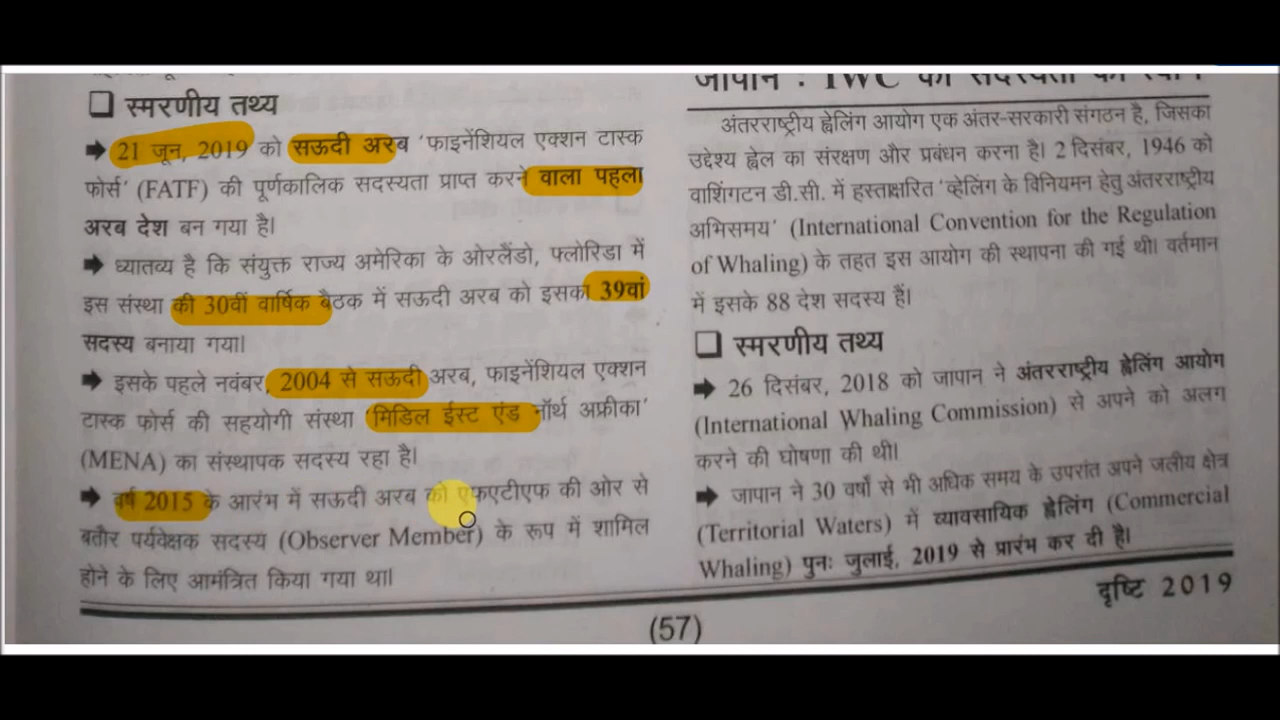 ❑ स्मरणीय तथ्य
➡ 21 जून, 2019 को सऊदी अरब ‘फाइनेंशियल एक्शन टास्क
फोर्स’ (FATF) की पूर्णकालिक सदस्यता प्राप्त करने वाला पहला
अरब देश बन गया है।
➡ ध्यातव्य है कि संयुक्त राज्य अमेरिका के ओरलैंडो, फ्लोरिडा में
इस संस्था की 30वीं वार्षिक बैठक में सऊदी अरब को इसका 39वां
सदस्य बनाया गया।
➡ इसके पहले नवंबर, 2004 से सऊदी अरब, फाइनेंशियल एक्शन
टास्क फोर्स की सहयोगी संस्था ‘मिडिल ईस्ट एंड नॉर्थ अफ्रीका’
(MENA) का संस्थापक सदस्य रहा है।
➡ वर्ष 2015 के आरंभ में सऊदी अरब को एफएटीएफ की ओर से
बतौर पर्यवेक्षक सदस्य (Observer Member) के रूप में शामिल
होने के लिए आमंत्रित किया गया था।
जापान : IWC की सदस्यता का त्याग
अंतरराष्ट्रीय ह्वेलिंग आयोग एक अंतर-सरकारी संगठन है, जिसका
उद्देश्य ह्वेल का संरक्षण और प्रबंधन करना है। 2 दिसंबर, 1946 को
वाशिंगटन डी.सी. में हस्ताक्षरित ‘व्हेलिंग के विनियमन हेतु अंतरराष्ट्रीय
अभिसमय’ (International Convention for the Regulation
of Whaling) के तहत इस आयोग की स्थापना की गई थी। वर्तमान
में इसके 88 देश सदस्य हैं।
❑ स्मरणीय तथ्य
➡ 26 दिसंबर, 2018 को जापान ने अंतरराष्ट्रीय ह्वेलिंग आयोग
(International Whaling Commission) से अपने को अलग
करने की घोषणा की थी।
➡ जापान ने 30 वर्षों से भी अधिक समय के उपरांत अपने जलीय क्षेत्र
(Territorial Waters) में व्यावसायिक ह्वेलिंग (Commercial
Whaling) पुनः जुलाई, 2019 से प्रारंभ कर दी है।
दृष्टि 2019
(57)